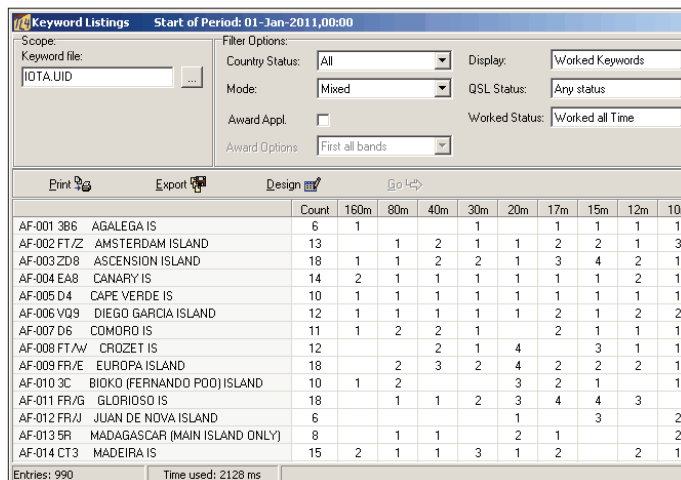 Keyword Listings Start of Period: 01-Jan-2011,00:00
Scope:
Keyword file:
IOTA.UID
...
Filter Options:
Country Status: All Display: Worked Keywords
Mode: Mixed QSL Status: Any status
Award Appl. Worked Status: Worked all Time
Award Options First all bands
Print Export Design Go
Count 160m 80m 40m 30m 20m 17m 15m 12m 10
AF-001 3B6 AGALEGA IS 6 1 1 1 1 1 1
AF-002 FT/Z AMSTERDAM ISLAND 13 1 2 1 1 2 2 1 3
AF-003 ZD8 ASCENSION ISLAND 18 1 1 2 2 1 3 4 2 1
AF-004 EA8 CANARY IS 14 2 1 1 1 1 1 1 2 1
AF-005 D4 CAPE VERDE IS 10 1 1 1 1 1 1 1 1 1
AF-006 VQ9 DIEGO GARCIA ISLAND 12 1 1 1 1 1 2 1 2 2
AF-007 D6 COMORO IS 11 1 2 2 1 2 1 1 1
AF-008 FT/W CROZET IS 12 2 1 4 3 1 1
AF-009 FR/E EUROPA ISLAND 18 2 3 2 4 2 2 2 1
AF-010 3C BIOKO (FERNANDO POO) ISLAND 10 1 2 3 2 1 1
AF-011 FR/G GLORIOSO IS 18 1 1 2 3 4 4 3
AF-012 FR/J JUAN DE NOVA ISLAND 6 1 3 2
AF-013 5R MADAGASCAR (MAIN ISLAND ONLY) 8 1 1 2 1 2
AF-014 CT3 MADEIRA IS 15 2 1 1 3 1 2 2 1
Entries: 990 Time used: 2128 ms